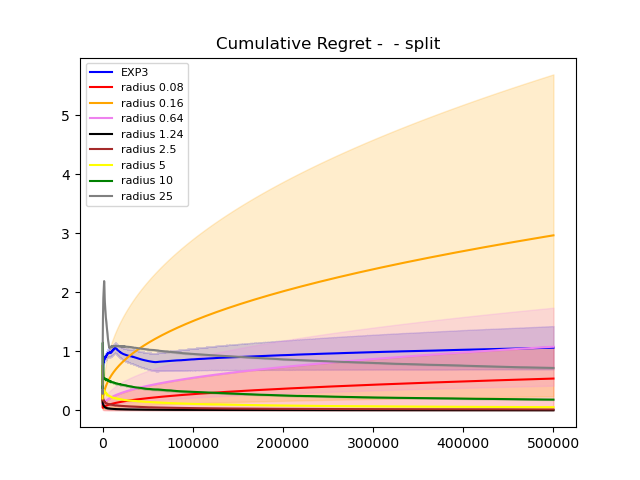 Cumulative Regret -  - split
EXP3
radius 0.08
radius 0.16
radius 0.64
radius 1.24
radius 2.5
radius 5
radius 10
radius 25
5
4
3
2
1
0
0 100000 200000 300000 400000 500000